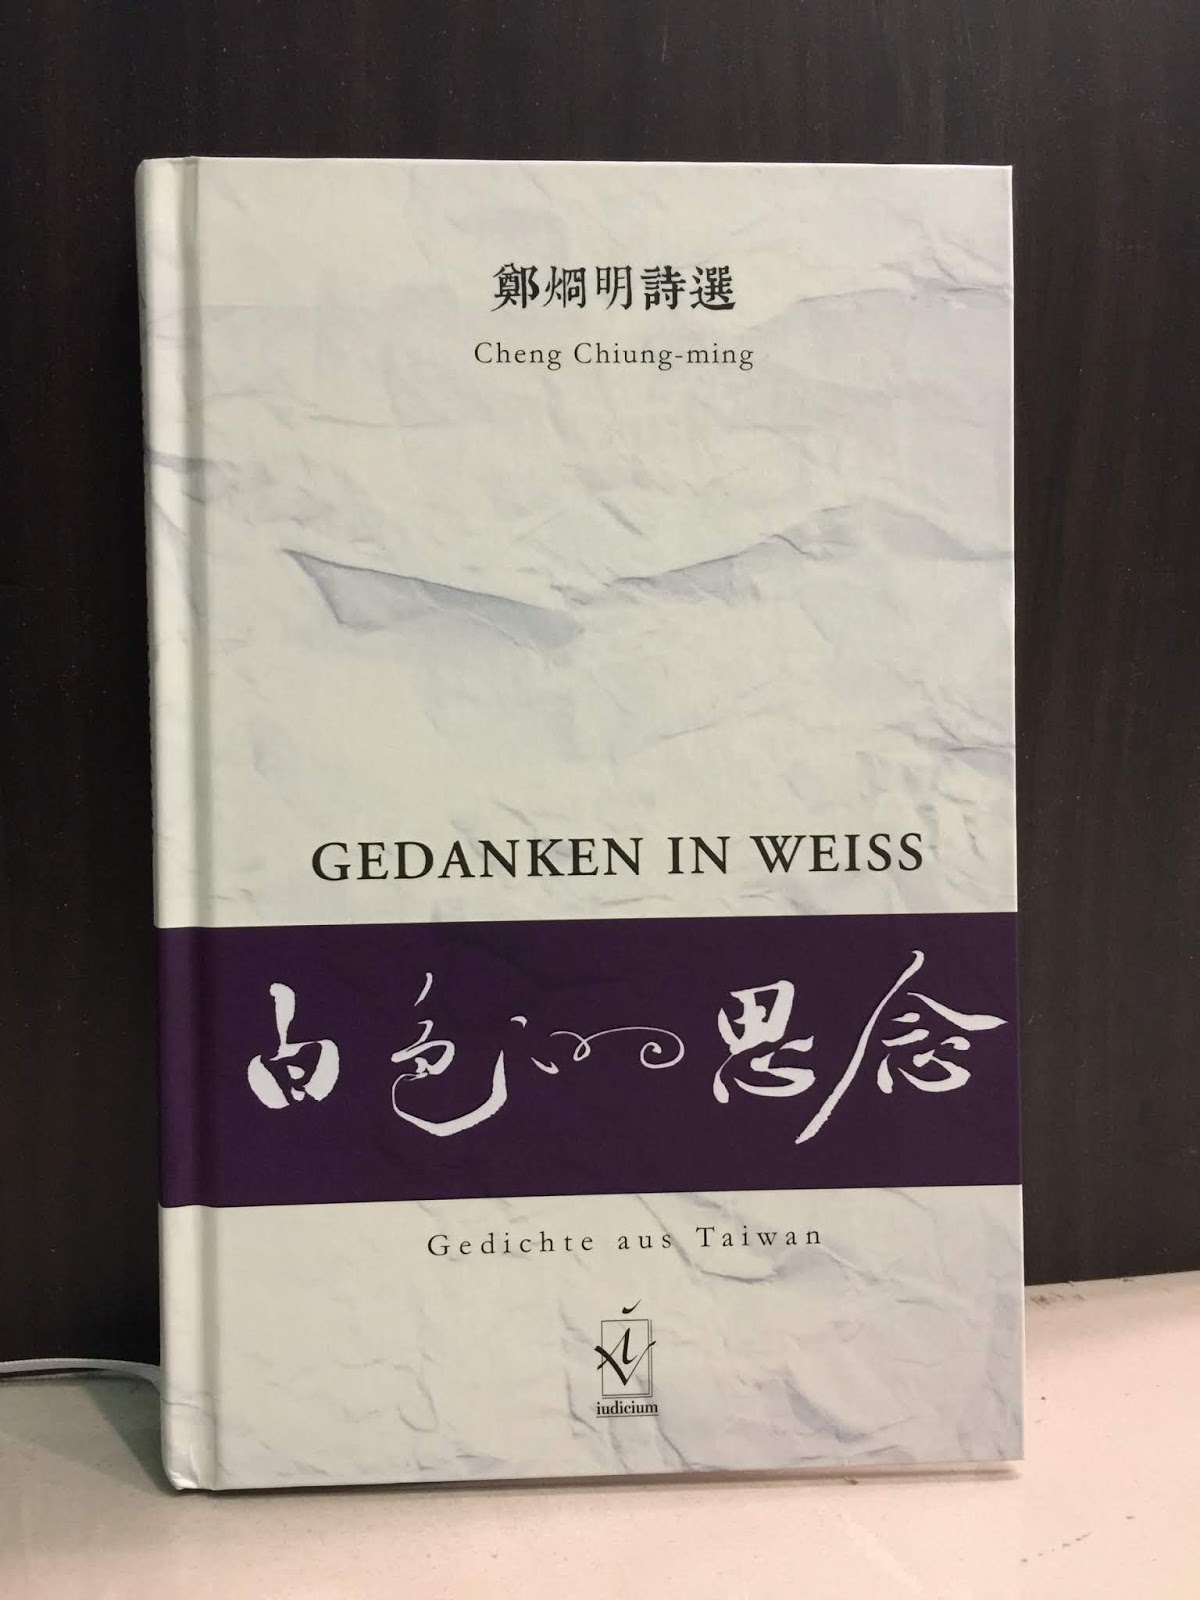 鄭烱明詩選
Cheng Chiung-ming
GEDANKEN IN WEISS
白色的思念
Gedichte aus Taiwan
iudicium